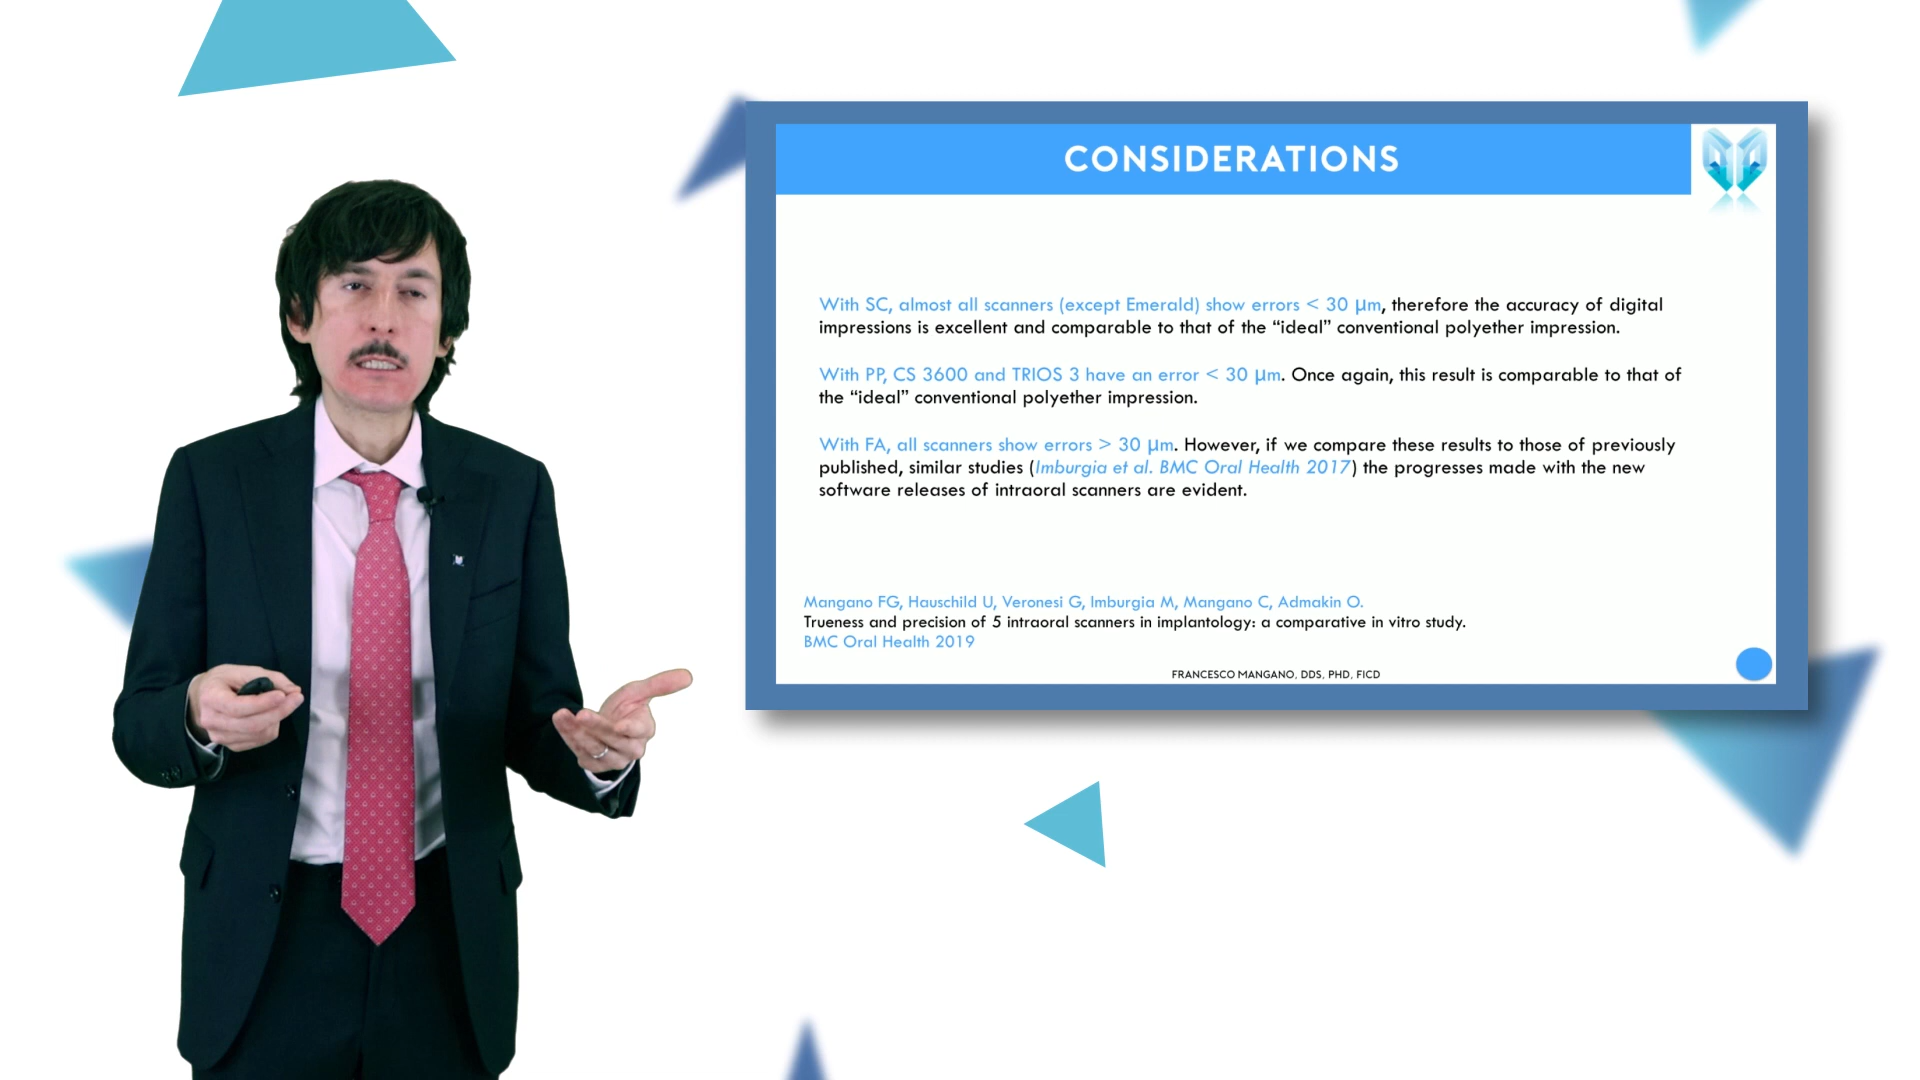 CONSIDERATIONS
With SC, almost all scanners (except Emerald) show errors < 30 µm, therefore the accuracy of digital
impressions is excellent and comparable to that of the “ideal” conventional polyether impression.
With PP, CS 3600 and TRIOS 3 have an error < 30 µm. Once again, this result is comparable to that of
the “ideal” conventional polyether impression.
With FA, all scanners show errors > 30 µm. However, if we compare these results to those of previously
published, similar studies (Imburgia et al. BMC Oral Health 2017) the progresses made with the new
software releases of intraoral scanners are evident.
Mangano FG, Hauschild U, Veronesi G, Imburgia M, Mangano C, Admakin O.
Trueness and precision of 5 intraoral scanners in implantology: a comparative in vitro study.
BMC Oral Health 2019
FRANCESCO MANGANO, DDS, PHD, FICD